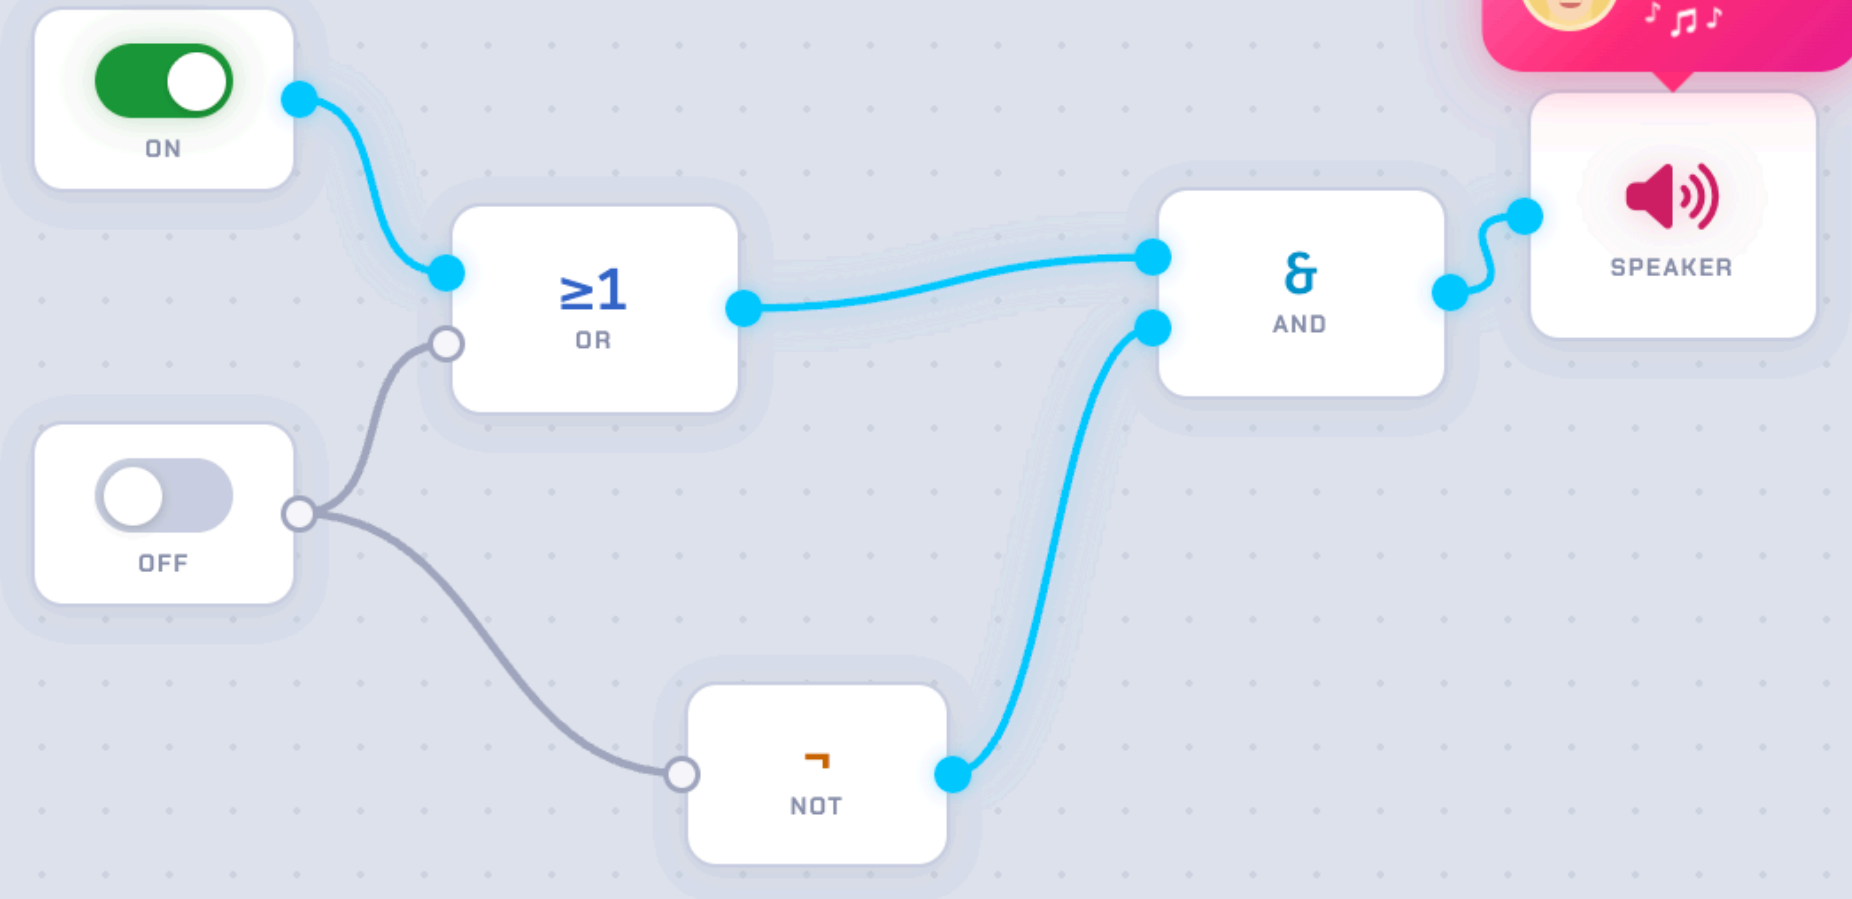 ON
≥1
OR
&
AND
SPEAKER
OFF
¬
NOT